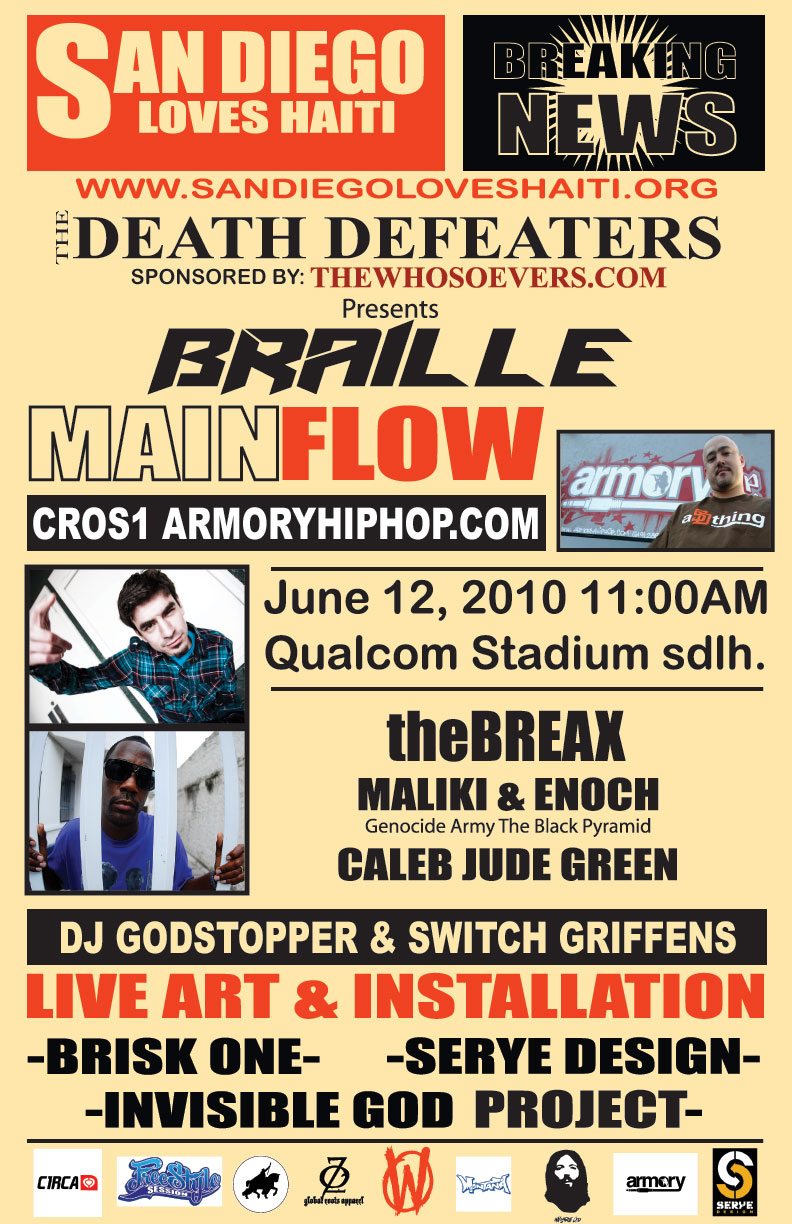 SAN DIEGO
LOVES HAITI
BREAKING
NEWS
WWW.SANDIEGOLOVESHAITI.ORG
THE DEATH DEFEATERS
SPONSORED BY: THEWHOSOEVERS.COM
Presents
BRAILLE
MAINFLOW
CROS1 ARMORYHIPHOP.COM
armory
aSDthing
June 12, 2010 11:00AM
Qualcom Stadium sdlh.
theBREAX
MALIKI & ENOCH
Genocide Army The Black Pyramid
CALEB JUDE GREEN
DJ GODSTOPPER & SWITCH GRIFFENS
LIVE ART & INSTALLATION
-BRISK ONE- -SERYE DESIGN-
-INVISIBLE GOD PROJECT-
C1RCA
FreeStyle
SESSION
global roots apparel
W
armory
S
SERYE
DESIGN